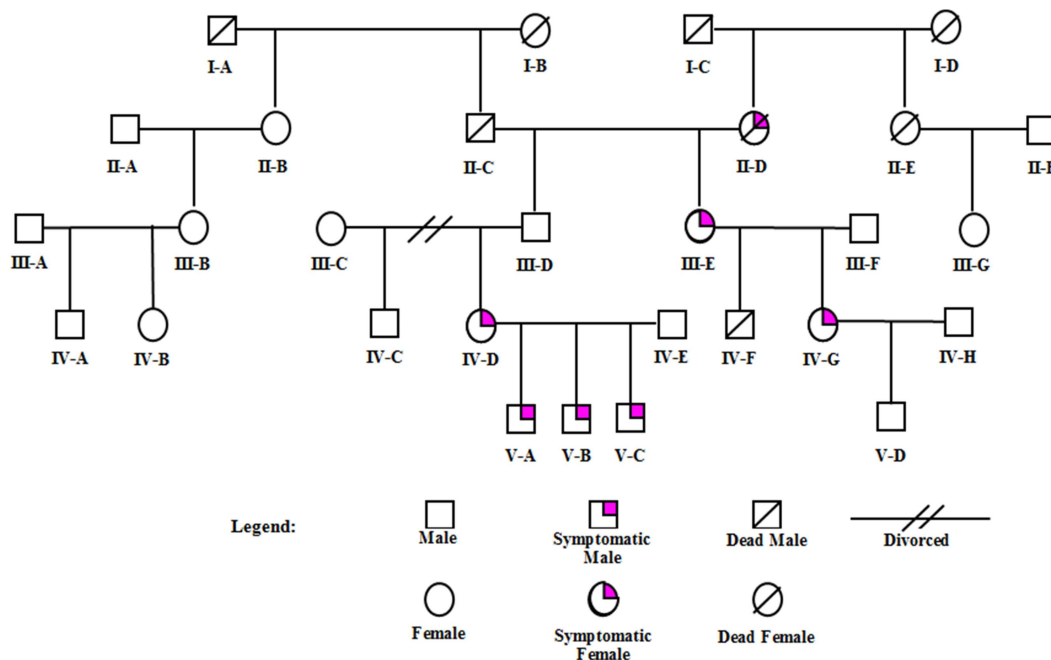 I-A
I-B
I-C
I-D
II-A
II-B
II-C
II-D
II-E
III-A
III-B
III-C
III-D
III-E
III-F
III-G
IV-A
IV-B
IV-C
IV-D
IV-E
IV-F
IV-G
IV-H
V-A
V-B
V-C
V-D
Legend:
Male
Symptomatic
Male
Dead Male
Divorced
Female
Symptomatic
Female
Dead Female